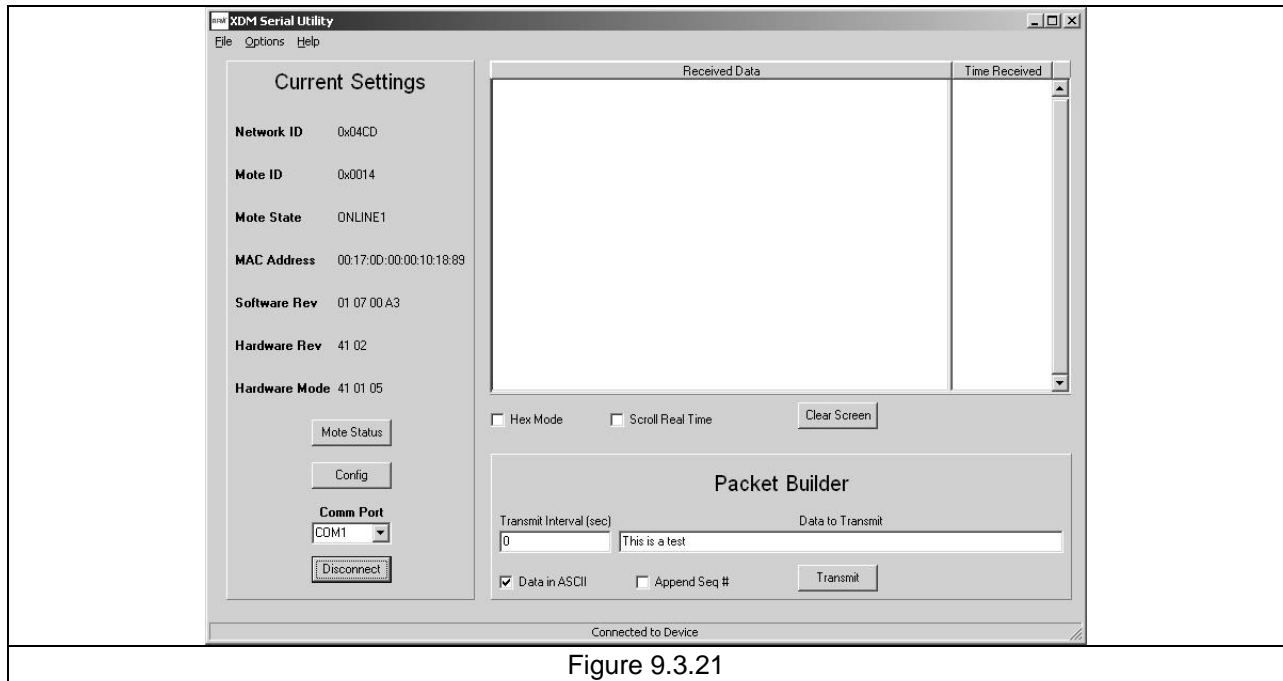 XDM Serial Utility
File Options Help
Current Settings
Network ID 0x04CD
Mote ID 0x0014
Mote State ONLINE1
MAC Address 00:17:0D:00:00:10:18:89
Software Rev 01 07 00 A3
Hardware Rev 41 02
Hardware Mode 41 01 05
Mote Status
Config
Comm Port
COM1
Disconnect
Received Data Time Received
Hex Mode Scroll Real Time Clear Screen
Packet Builder
Transmit Interval (sec) Data to Transmit
0 This is a test
Data in ASCII Append Seq # Transmit
Connected to Device
Figure 9.3.21